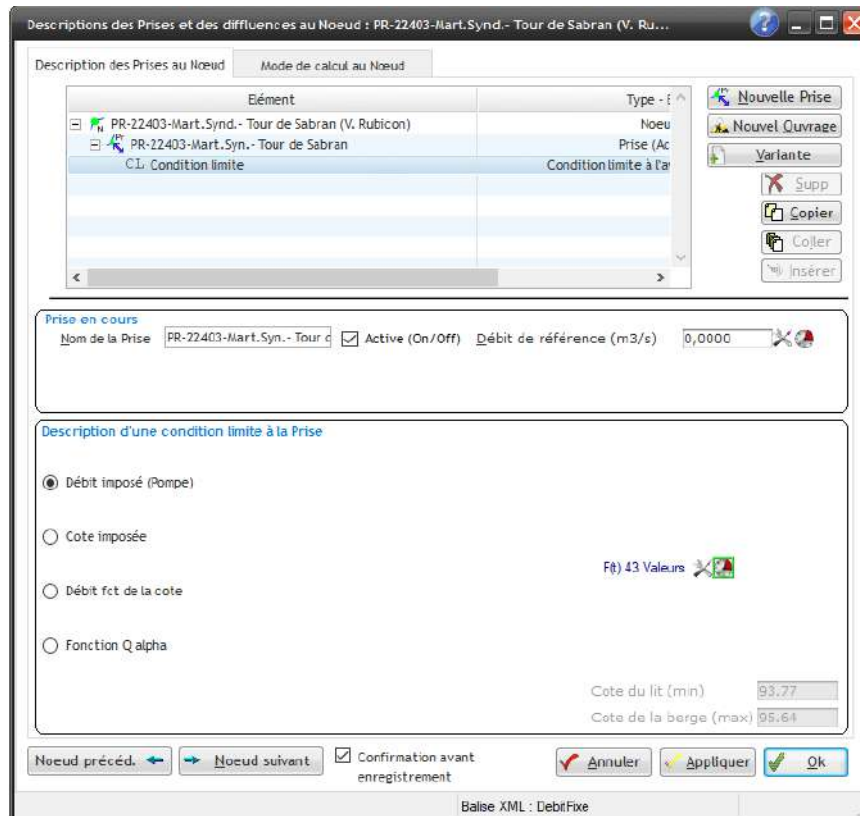 Descriptions des Prises et des diffluences au Noeud : PR-22403-Mart.Synd.- Tour de Sabran (V. Ru...
Description des Prises au Nœud
Mode de calcul au Nœud
Elément
Type - E
PR-22403-Mart.Synd.- Tour de Sabran (V. Rubicon)
Noeu
PR-22403-Mart.Syn.- Tour de Sabran
Prise (Ac
CL Condition limite
Condition limite à l'a
Nouvelle Prise
Nouvel Ouvrage
Variante
Supp
Copier
Coller
Insérer
Prise en cours
Nom de la Prise
PR-22403-Mart.Syn.- Tour d
Active (On/Off)
Débit de référence (m3/s)
0,0000
Description d'une condition limite à la Prise
Débit imposé (Pompe)
Cote imposée
F(t) 43 Valeurs
Débit fct de la cote
Fonction Q alpha
Cote du lit (min)
93.77
Cote de la berge (max)
95.64
Noeud précéd.
Noeud suivant
Confirmation avant
enregistrement
Annuler
Appliquer
Ok
Balise XML : DebitFixe